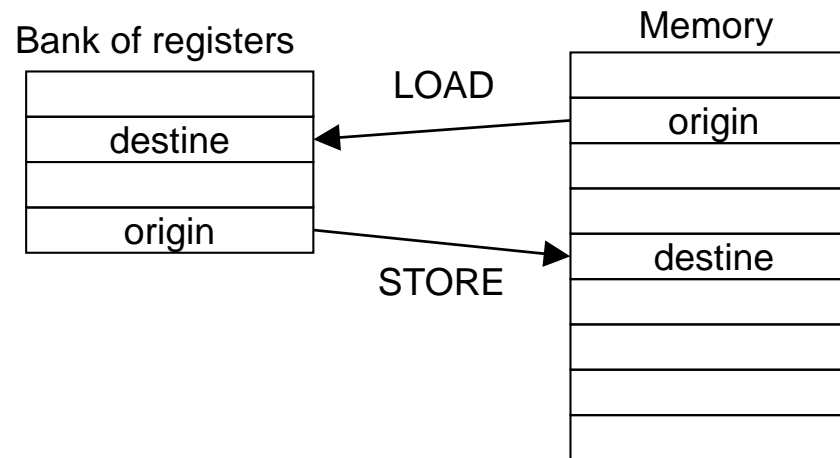 Bank of registers
Memory
LOAD
destine
origin
origin
STORE
destine